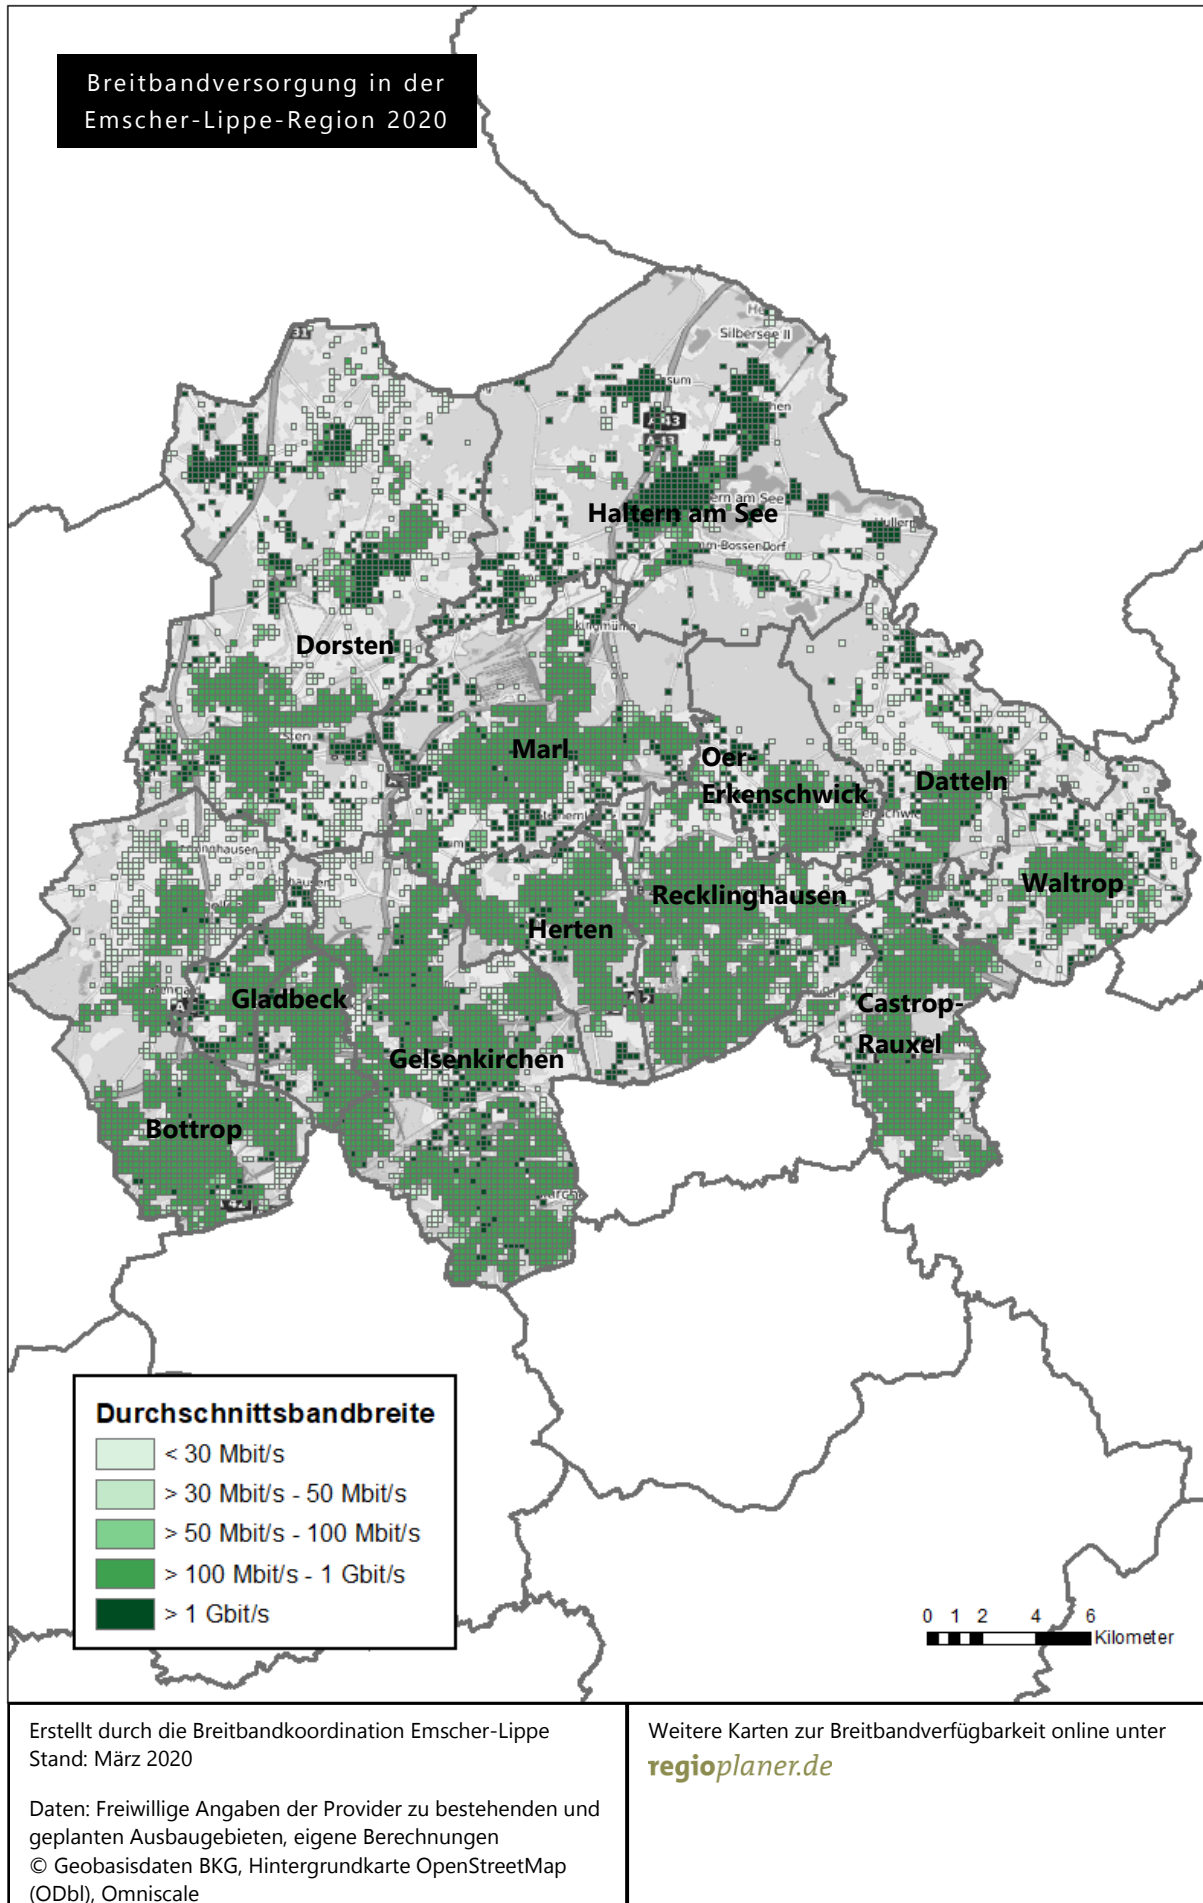 Breitbandversorgung in der
Emscher-Lippe-Region 2020
31
Silbersee II
Haltern am See
Dorsten
Marl
Oer-
Erkenschwick
Datteln
Waltrop
Recklinghausen
Herten
Gladbeck
Castrop-
Rauxel
Gelsenkirchen
Bottrop
Durchschnittsbandbreite
< 30 Mbit/s
> 30 Mbit/s - 50 Mbit/s
> 50 Mbit/s - 100 Mbit/s
> 100 Mbit/s - 1 Gbit/s
> 1 Gbit/s
0 1 2 4 6
Kilometer
Erstellt durch die Breitbandkoordination Emscher-Lippe
Stand: März 2020
Daten: Freiwillige Angaben der Provider zu bestehenden und
geplanten Ausbaugebieten, eigene Berechnungen
© Geobasisdaten BKG, Hintergrundkarte OpenStreetMap
(ODbl), Omniscale
Weitere Karten zur Breitbandverfügbarkeit online unter
regioplaner.de